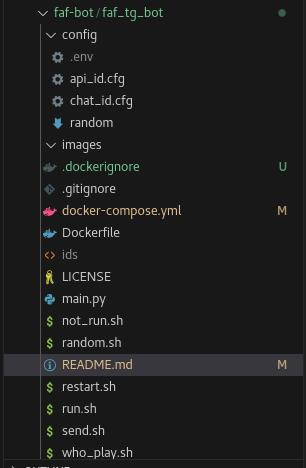 faf-bot / faf_tg_bot
config
.env
api_id.cfg
chat_id.cfg
random
images
.dockerignore U
.gitignore
docker-compose.yml M
Dockerfile
ids
LICENSE
main.py
$ not_run.sh
$ random.sh
README.md M
$ restart.sh
$ run.sh
$ send.sh
$ who_play.sh